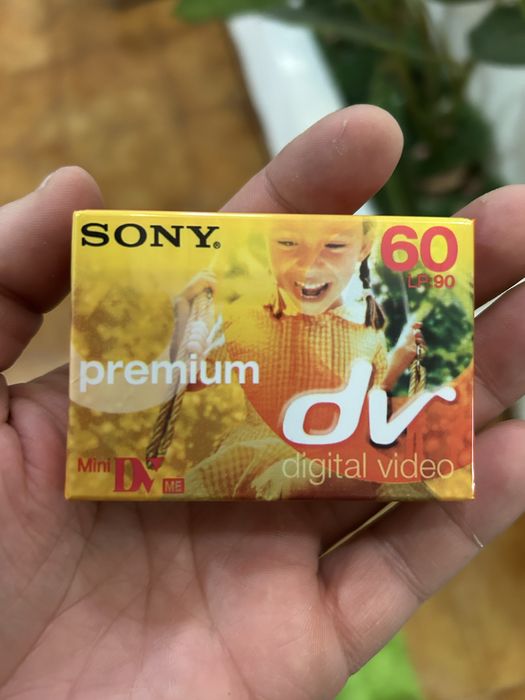 SONY®
60
LP:90
premium
dv
digital video
Mini DV ME